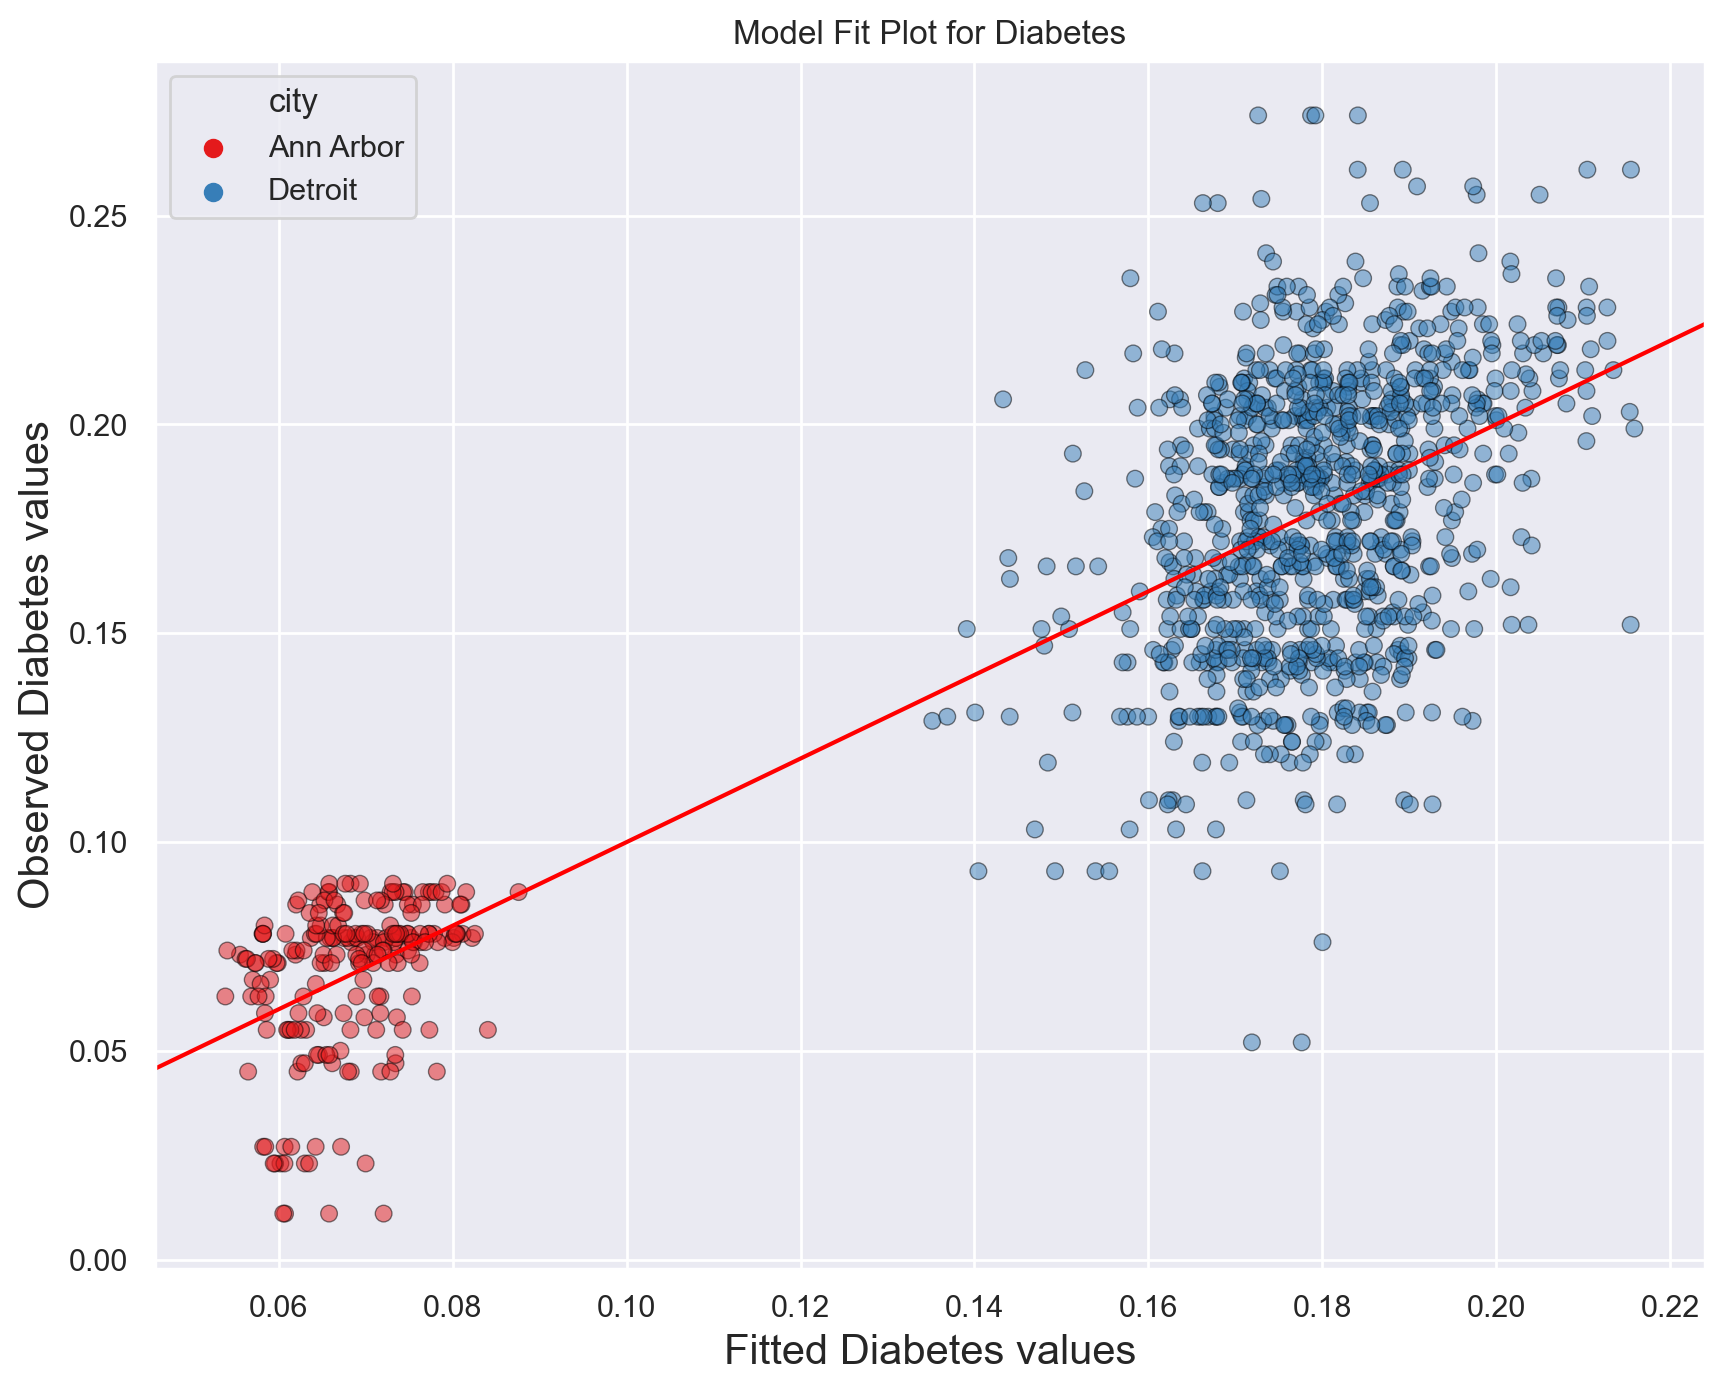 Model Fit Plot for Diabetes
city
Ann Arbor
Detroit
Observed Diabetes values
0.25
0.20
0.15
0.10
0.05
0.00
0.06 0.08 0.10 0.12 0.14 0.16 0.18 0.20 0.22
Fitted Diabetes values